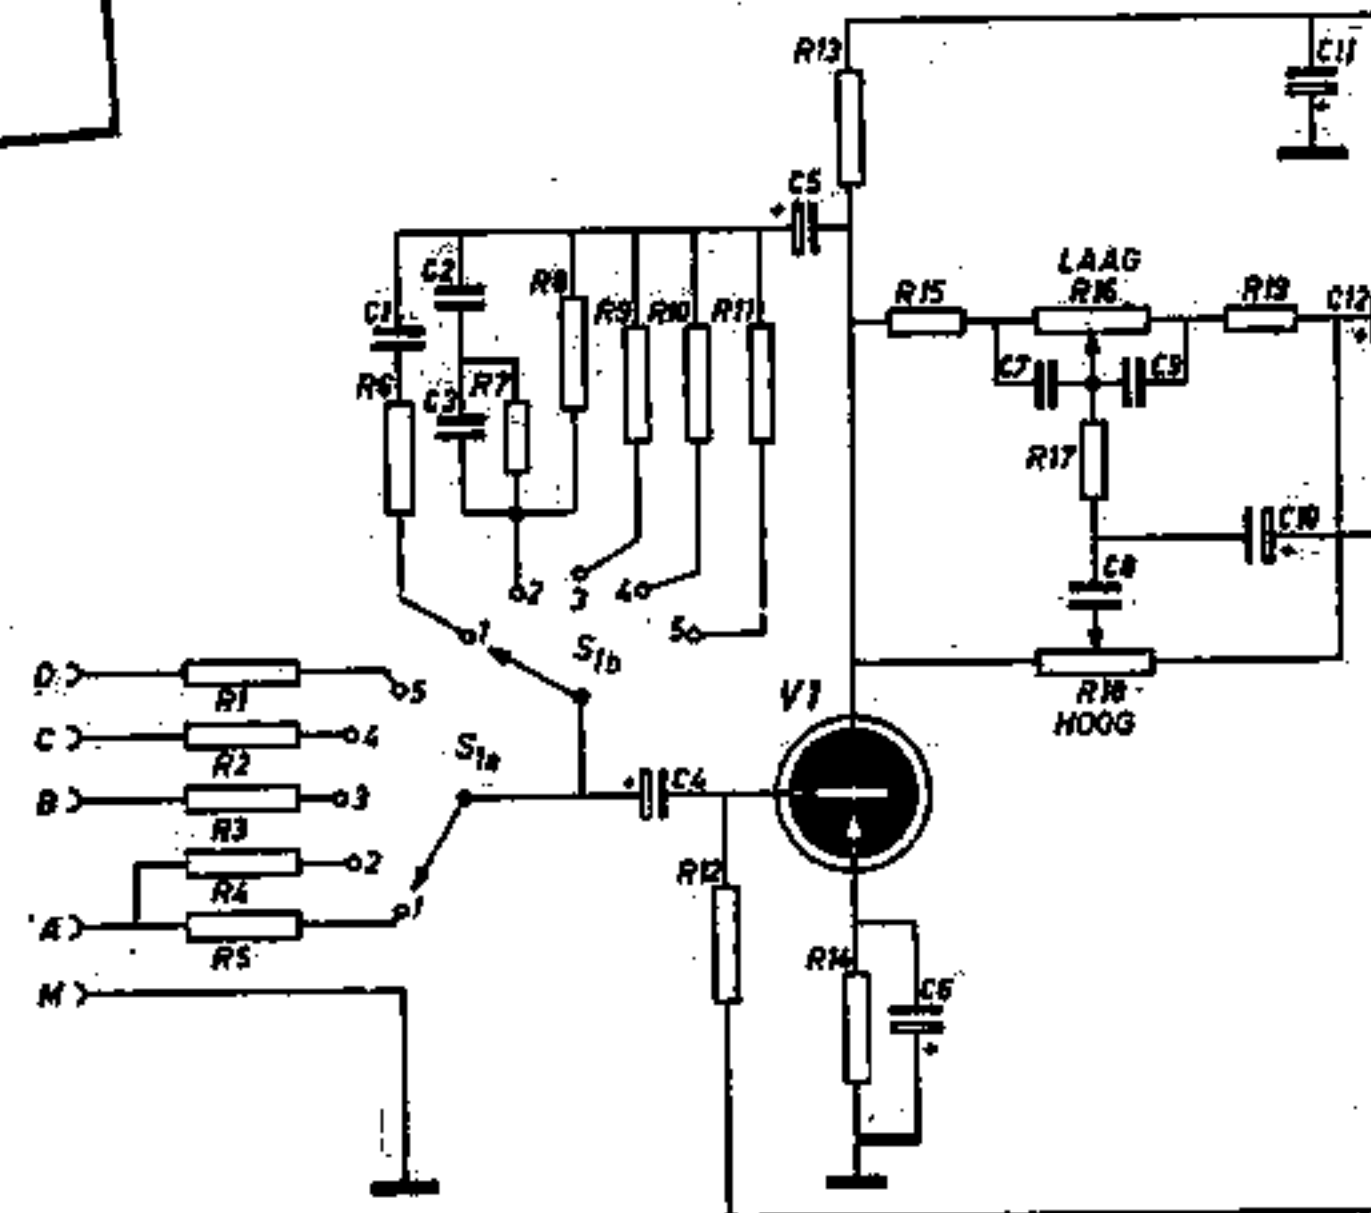 R13
C11
+
C5
+
LAAG
C2
R8
R15
R16
R19
C12
+
C1
R9
R10
R11
C7
C9
R6
C3
R7
R17
C10
+
C8
2
3
4
1
5
S1b
D
5
R1
V1
R18
HOOG
C
4
S1a
R2
+
C4
B
3
R3
2
R12
R4
A
1
R5
R14
M
C6
+